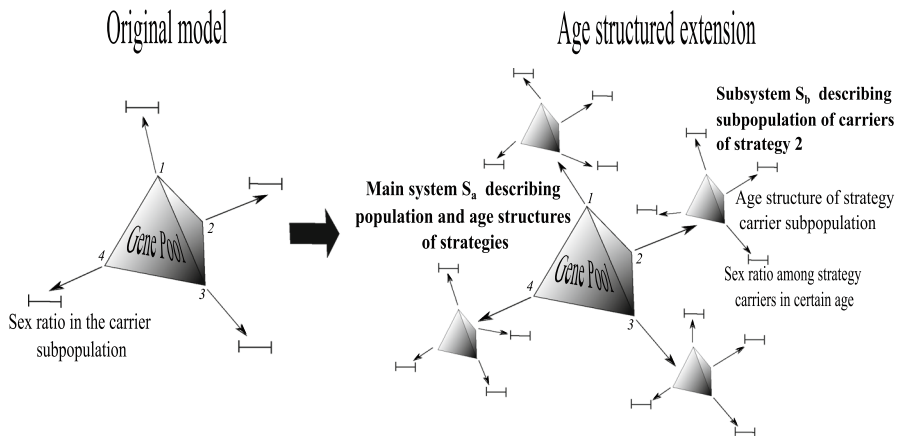 Original model
1
2
Gene Pool
4
3
Sex ratio in the carrier
subpopulation
Age structured extension
Subsystem Sb describing
subpopulation of carriers
of strategy 2
Main system Sa describing
population and age structures
of strategies
Age structure of strategy
carrier subpopulation
Sex ratio among strategy
carriers in certain age
1
2
Gene Pool
4
3